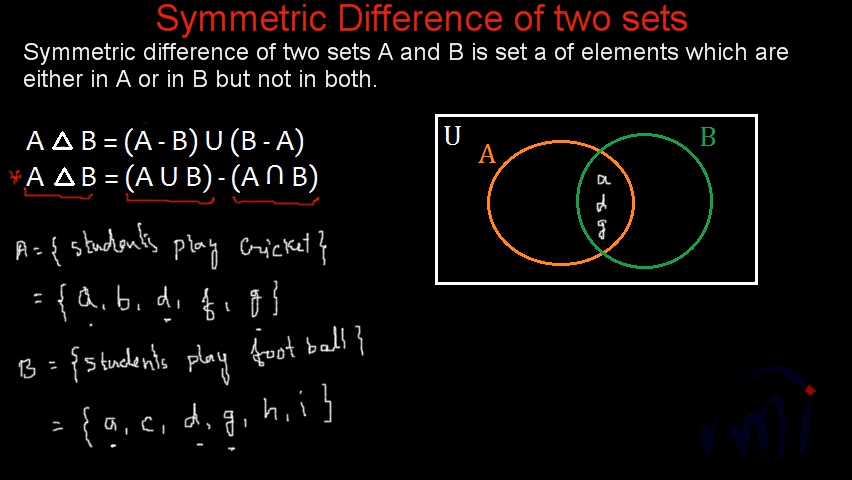 Symmetric Difference of two sets
Symmetric difference of two sets A and B is set a of elements which are
either in A or in B but not in both.
A △ B = (A - B) U (B - A)
* A △ B = (A U B) - (A ∩ B)
A = { students play cricket }
= { a, b, d, f, g }
B = { students play foot ball }
= { a, c, d, g, h, i }
U
A
B
a
d
g
vmi